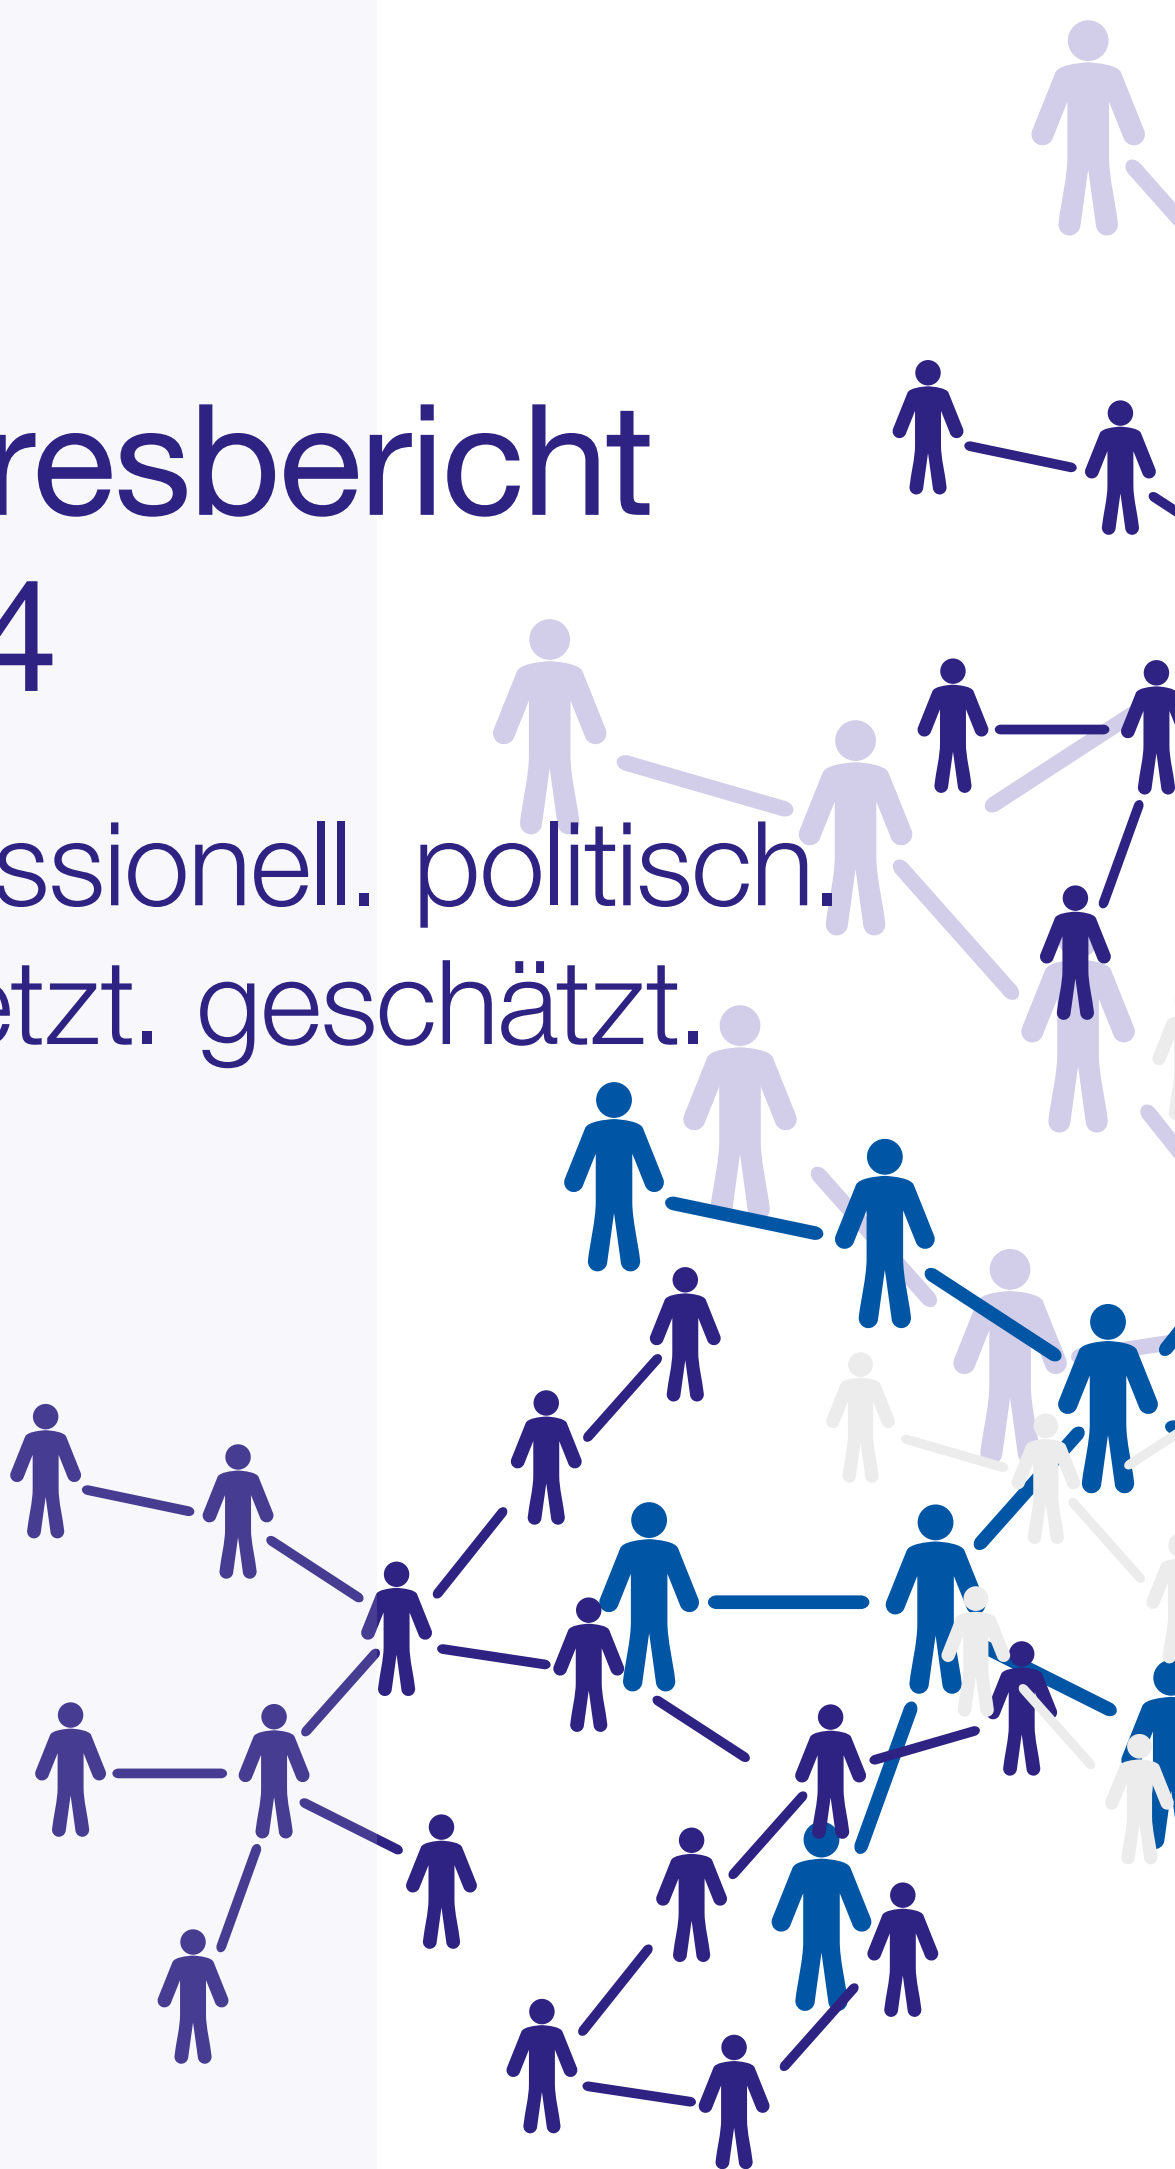 resbericht
4
ssionell. politisch.
etzt. geschätzt.